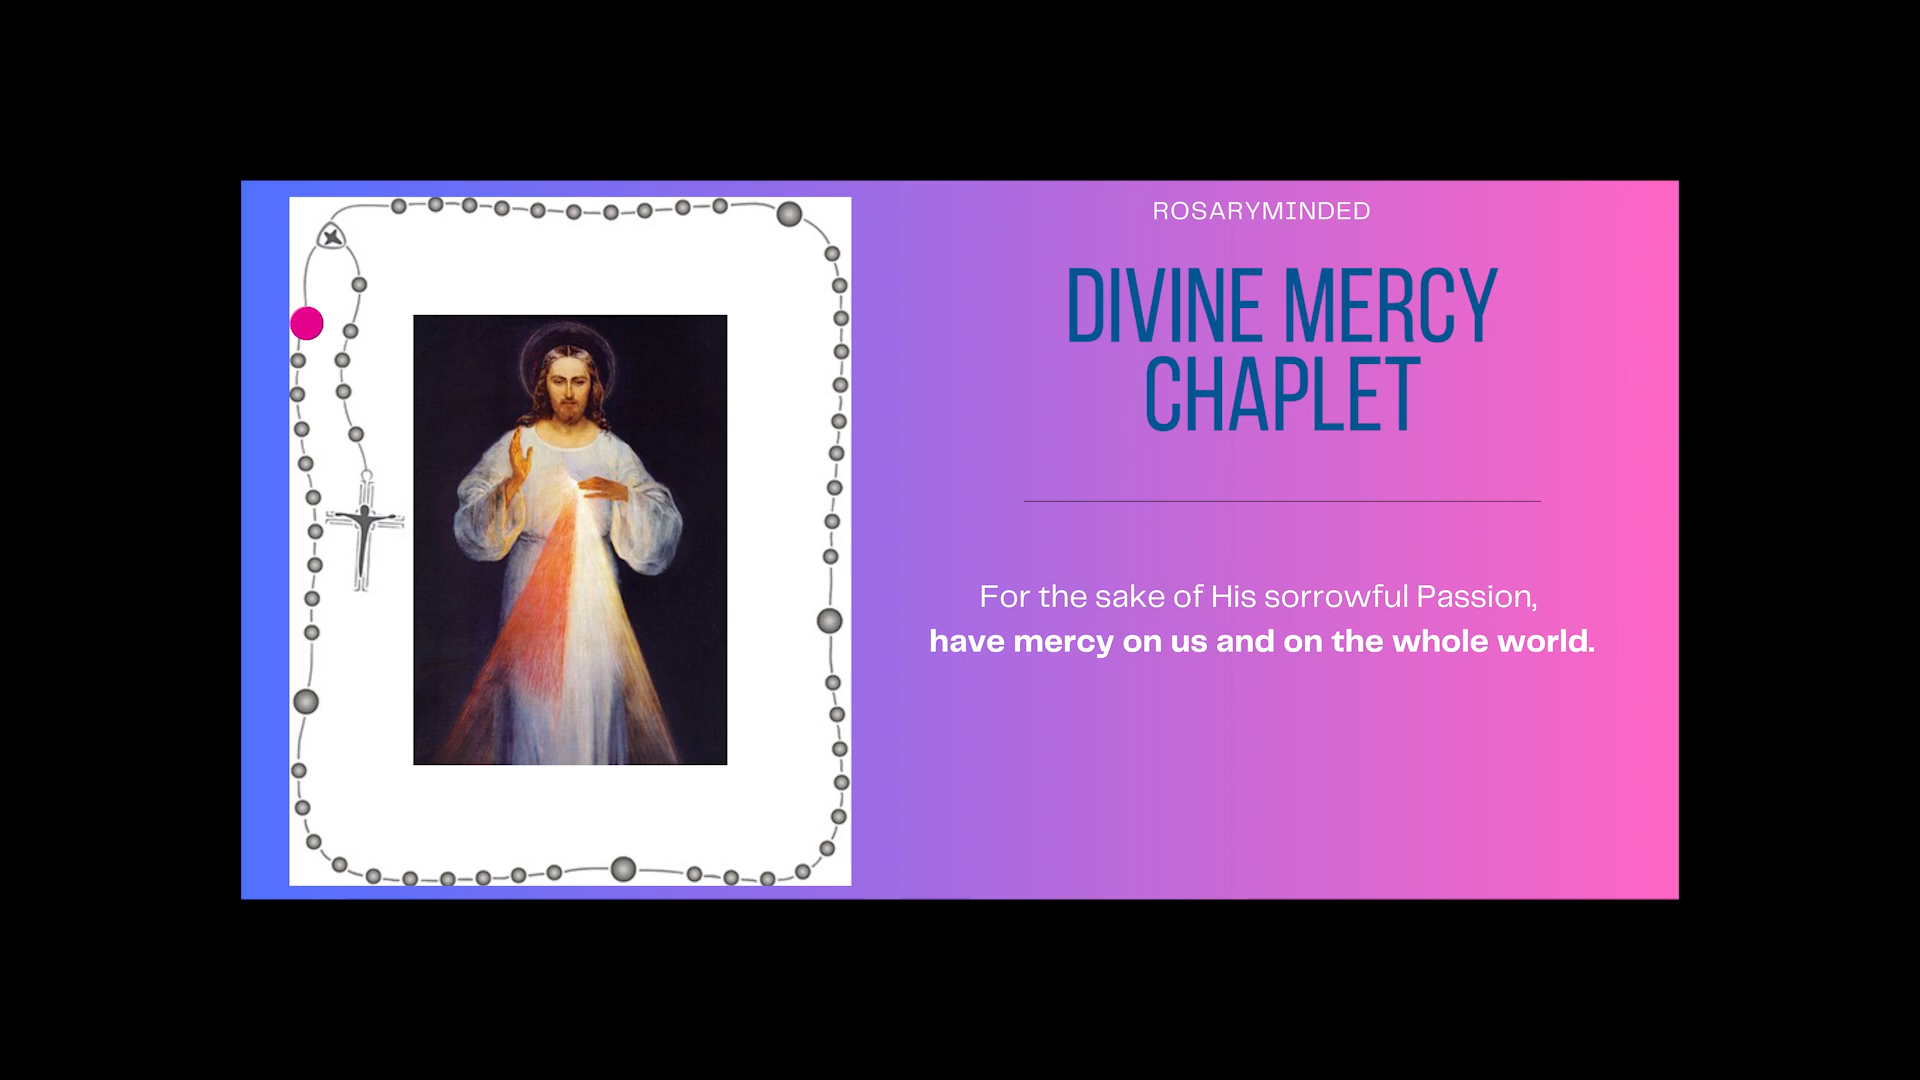 ROSARYMINDED
DIVINE MERCY
CHAPLET
For the sake of His sorrowful Passion,
have mercy on us and on the whole world.